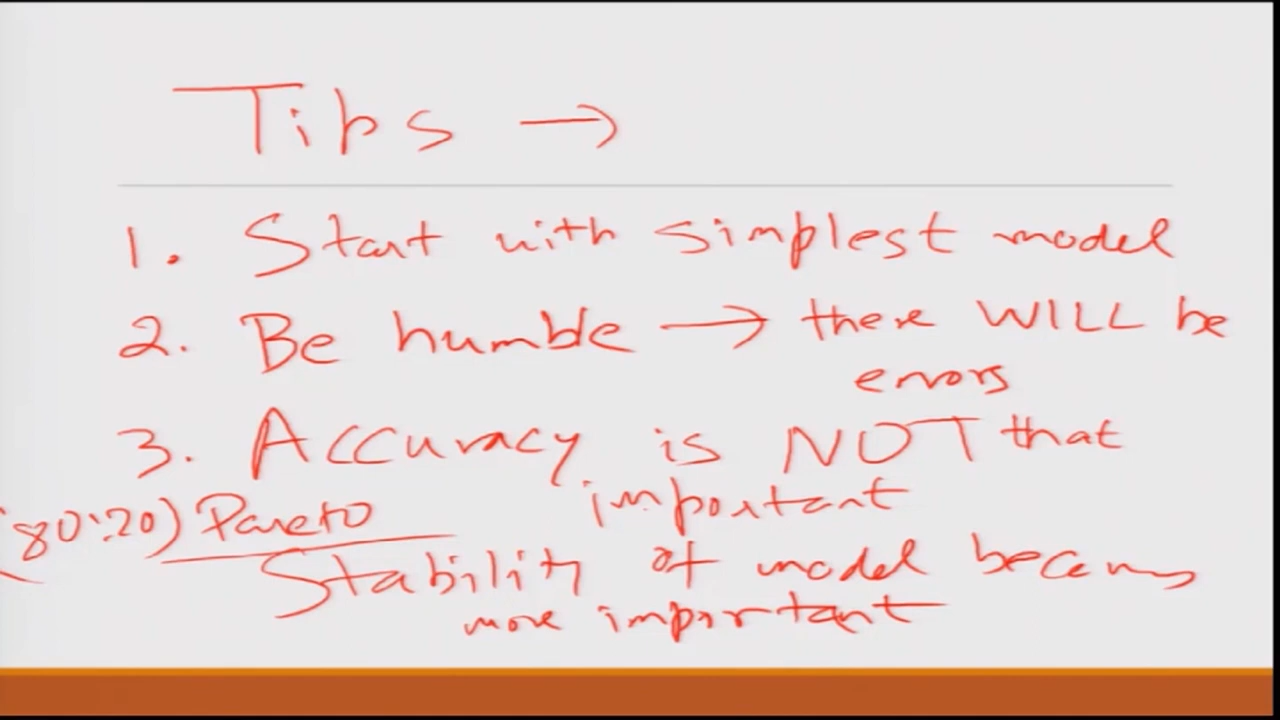 Tips →
1. Start with simplest model
2. Be humble → there WILL be
errors
3. Accuracy is NOT that
important
(80:20) Pareto
Stability of model becomes
more important